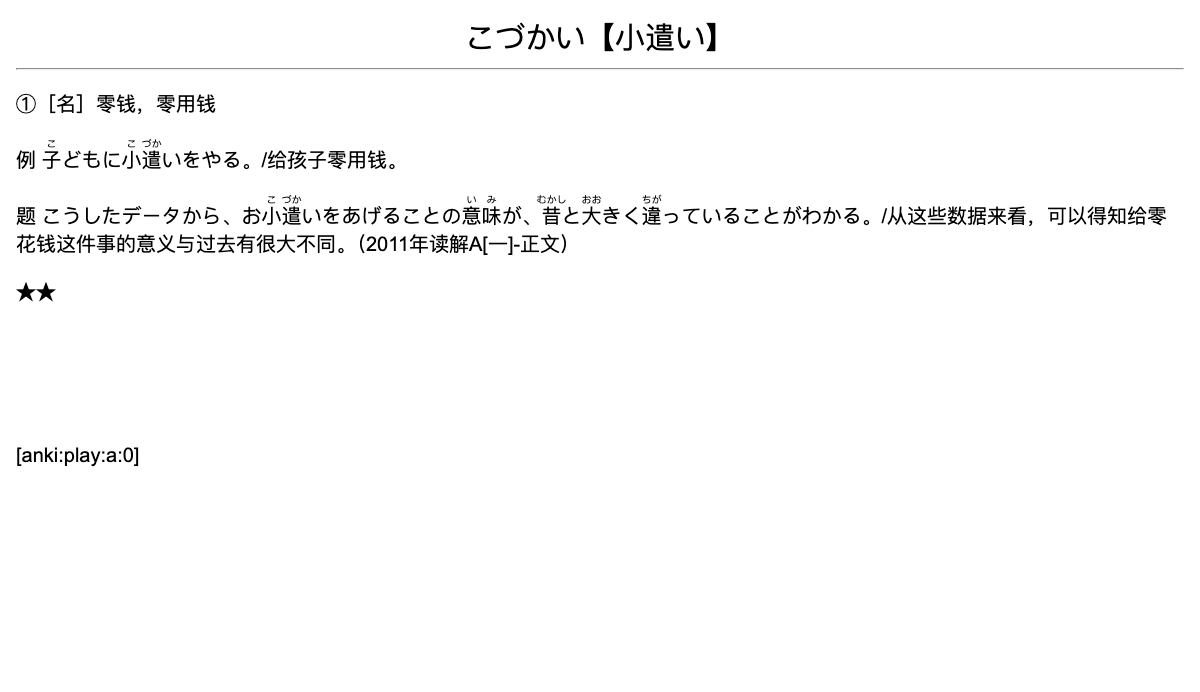 こづかい【小遣い】
①［名］零钱，零用钱
例 子どもに小遣いをやる。/给孩子零用钱。
题 こうしたデータから、お小遣いをあげることの意味が、昔と大きく違っていることがわかる。/从这些数据来看，可以得知给零
花钱这件事的意义与过去有很大不同。（2011年读解A[一]-正文）
★★
[anki:play:a:0]